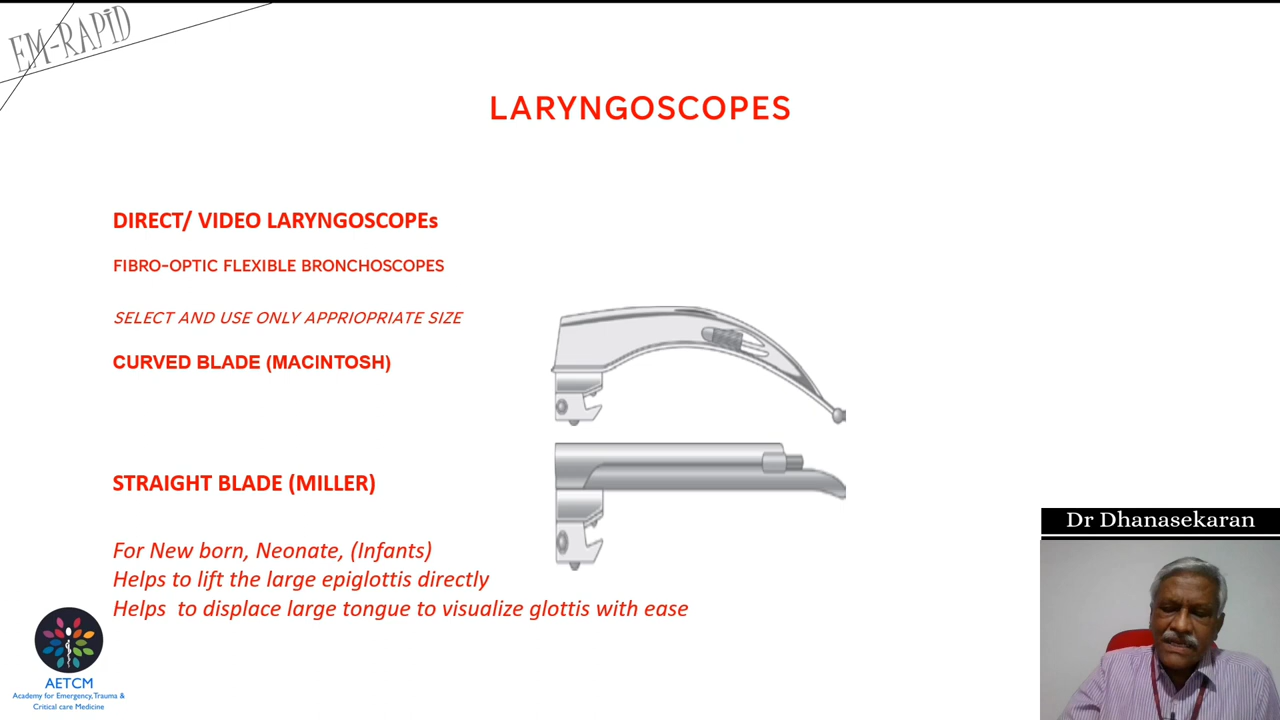 EM-RAPID
LARYNGOSCOPES
DIRECT/ VIDEO LARYNGOSCOPEs
FIBRO-OPTIC FLEXIBLE BRONCHOSCOPES
SELECT AND USE ONLY APPRIOPRIATE SIZE
CURVED BLADE (MACINTOSH)
STRAIGHT BLADE (MILLER)
For New born, Neonate, (Infants)
Helps to lift the large epiglottis directly
Helps to displace large tongue to visualize glottis with ease
AETCM
Academy for Emergency,Trauma &
Critical care Medicine
Dr Dhanasekaran